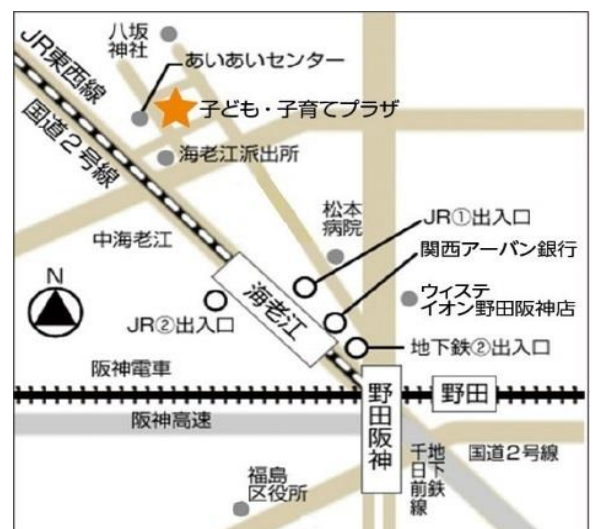 八坂
神社
あいあいセンター
JR東西線
子ども・子育てプラザ
国道2号線
海老江派出所
松本
病院
JR①出入口
中海老江
関西アーバン銀行
N
海老江
ウィステ
イオン野田阪神店
JR②出入口
地下鉄②出入口
阪神電車
野田阪神
野田
阪神高速
地下鉄
千日前線
国道2号線
福島
区役所